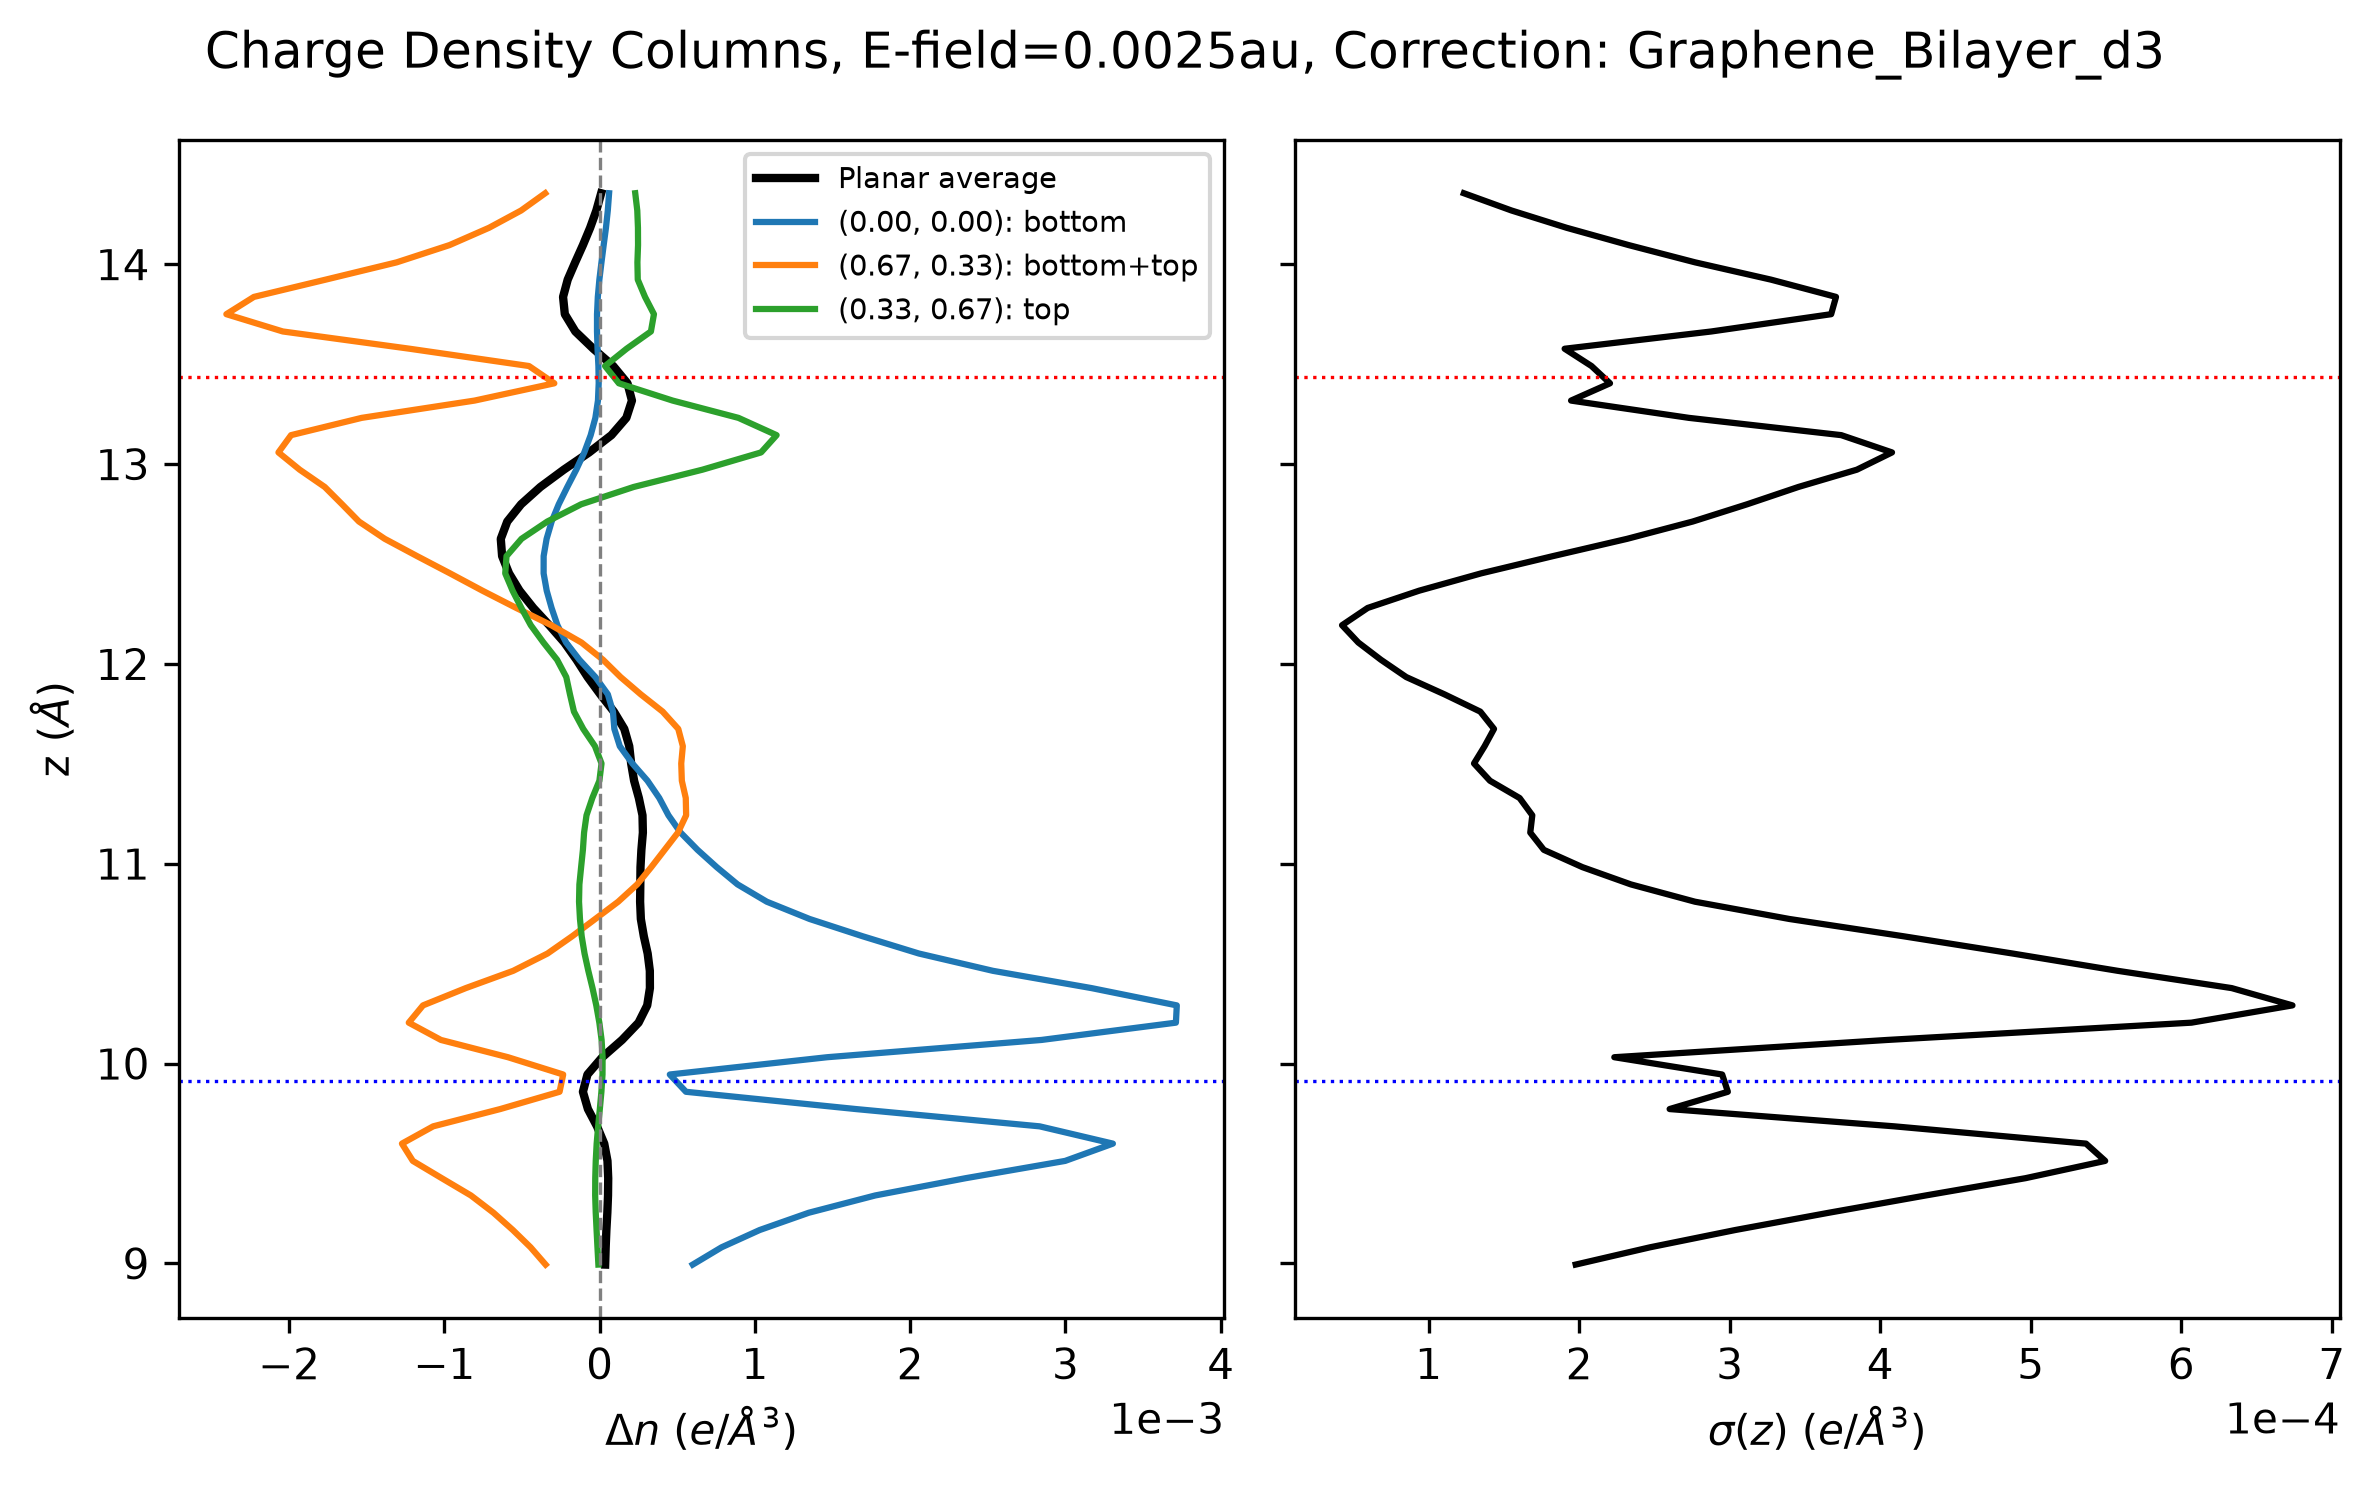 Charge Density Columns, E-field=0.0025au, Correction: Graphene_Bilayer_d3
Planar average
(0.00, 0.00): bottom
(0.67, 0.33): bottom+top
(0.33, 0.67): top
14
13
12
11
10
9
z (Å)
−2 −1 0 1 2 3 4
1e−3
Δn (e/Å³)
1 2 3 4 5 6 7
1e−4
σ(z) (e/Å³)